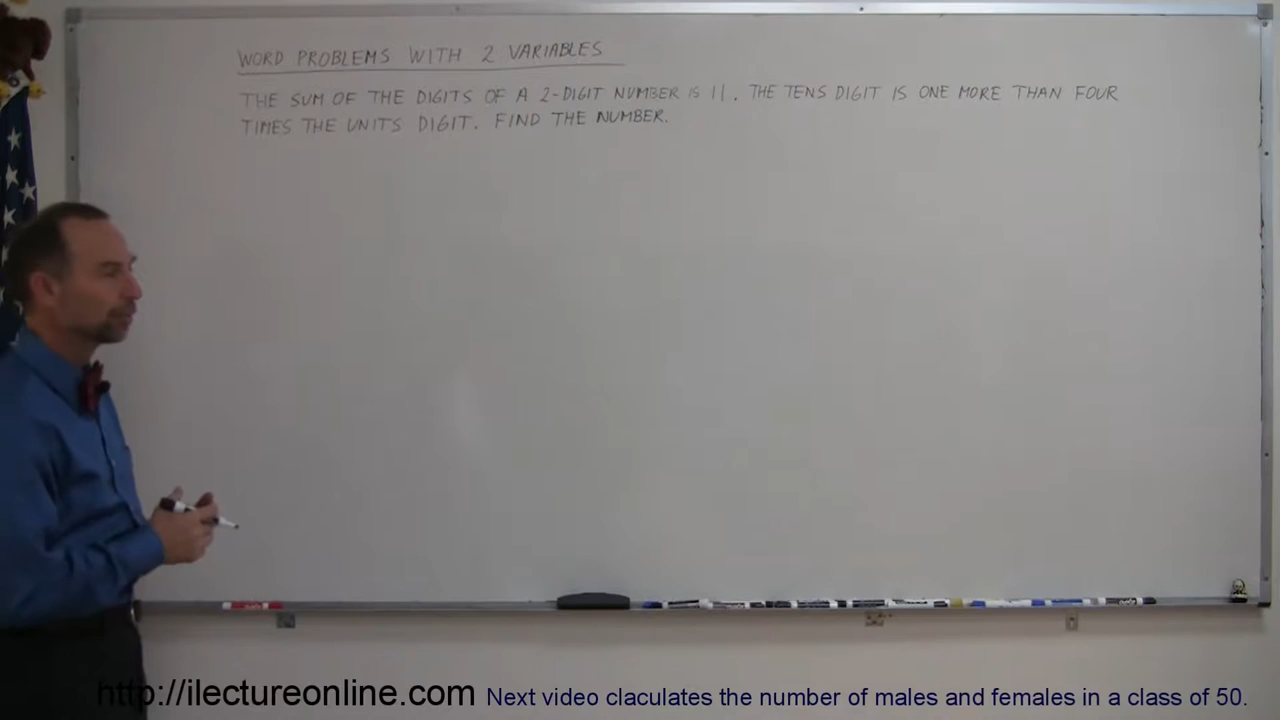 WORD PROBLEMS WITH 2 VARIABLES
THE SUM OF THE DIGITS OF A 2-DIGIT NUMBER IS 11. THE TENS DIGIT IS ONE MORE THAN FOUR
TIMES THE UNITS DIGIT. FIND THE NUMBER.
http://ilectureonline.com Next video claculates the number of males and females in a class of 50.